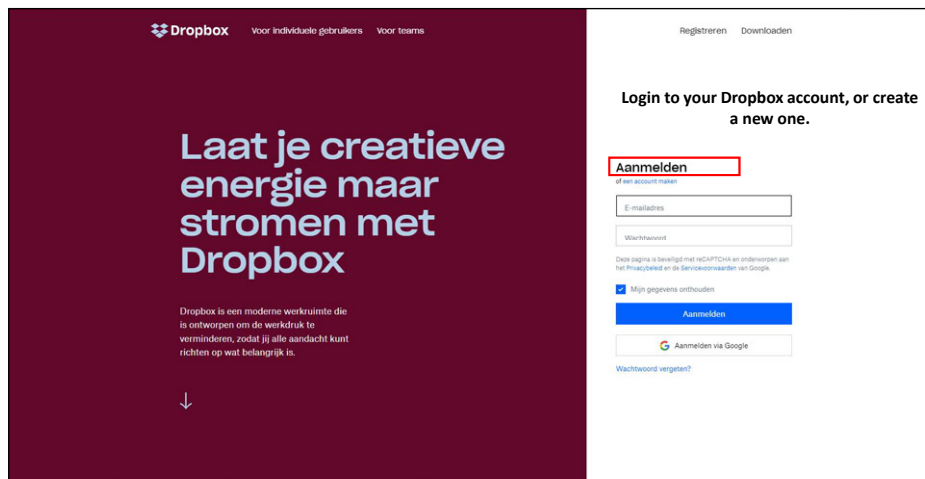 Dropbox Voor individuele gebruikers Voor teams
Registreren Downloaden
Laat je creatieve
energie maar
stromen met
Dropbox
Dropbox is een moderne werkruimte die
is ontworpen om de werkdruk te
verminderen, zodat jij alle aandacht kunt
richten op wat belangrijk is.
Login to your Dropbox account, or create
a new one.
Aanmelden
of een account maken
E-mailadres
Wachtwoord
Deze pagina is beveiligd met reCAPTCHA en onderworpen aan
het Privacybeleid en de Servicevoorwaarden van Google.
Mijn gegevens onthouden
Aanmelden
Aanmelden via Google
Wachtwoord vergeten?